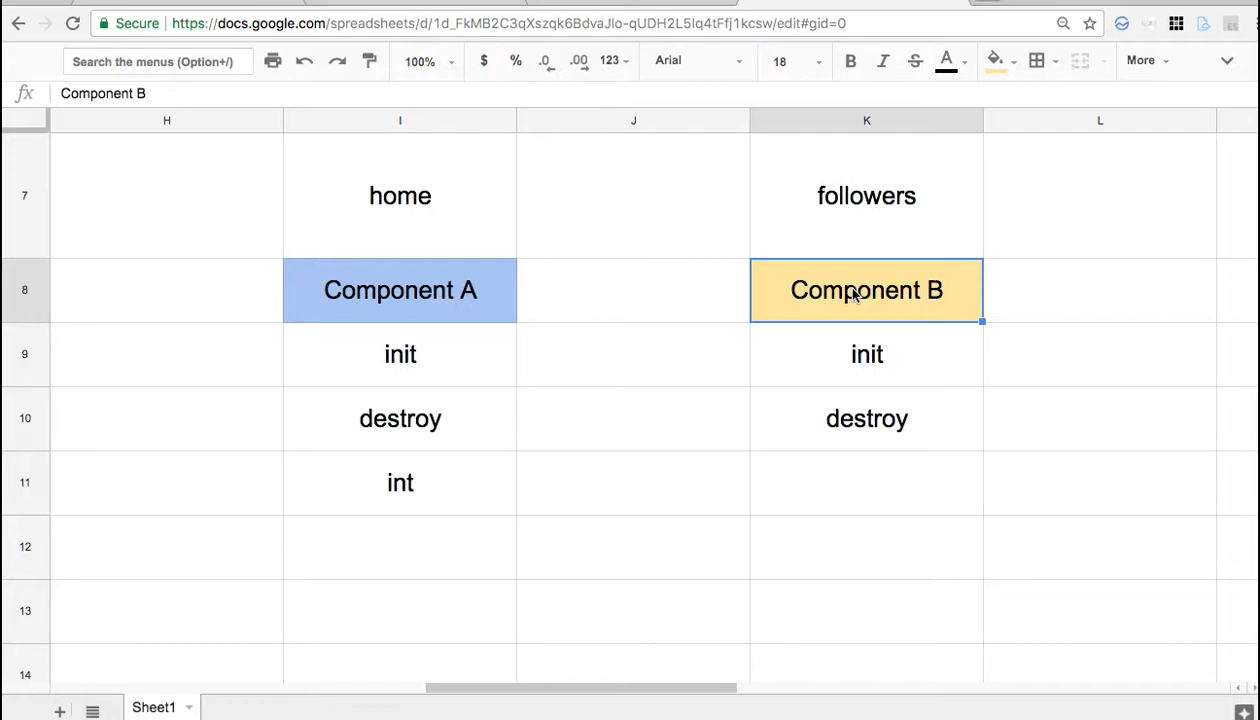 Secure https://docs.google.com/spreadsheets/d/1d_FkMB2C3qXszqk6BdvaJlo-qUDH2L5Iq4tFfj1kcsw/edit#gid=0
Search the menus (Option+/) 100% $ % .0 .00 123 Arial 18 B I S A More
fx Component B
H I J K L
7 home followers
8 Component A Component B
9 init init
10 destroy destroy
11 int
12
13
14
+ Sheet1